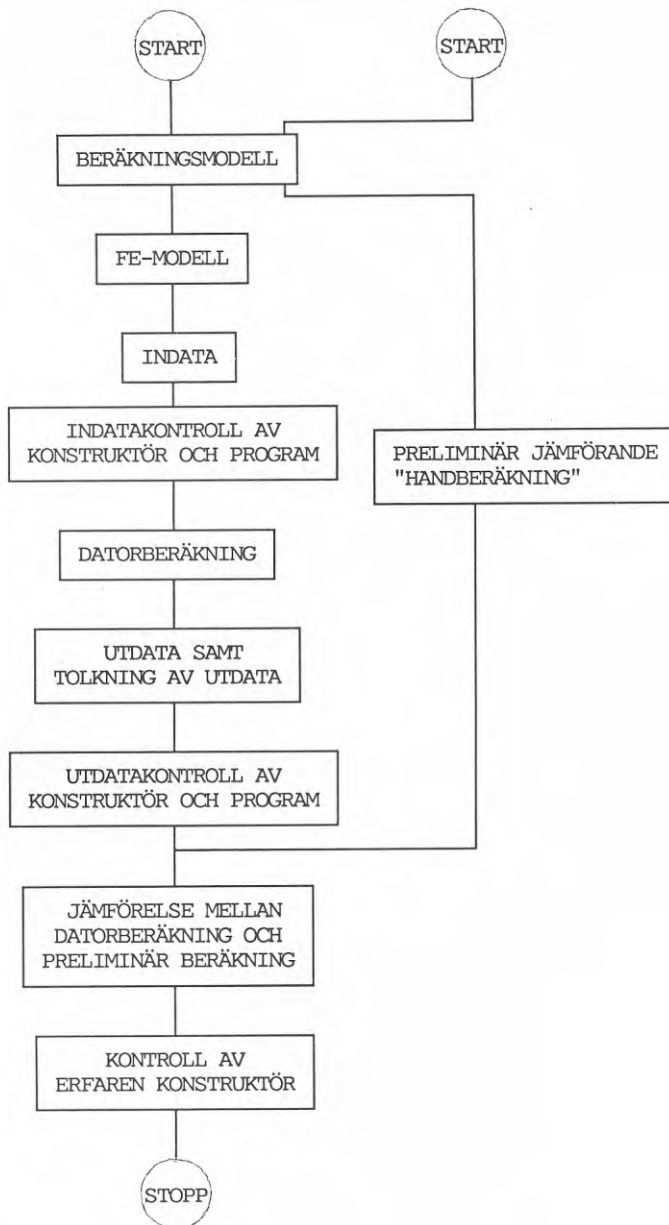 START
START
BERÄKNINGSMODELL
FE-MODELL
INDATA
INDATAKONTROLL AV
KONSTRUKTÖR OCH PROGRAM
PRELIMINÄR JÄMFÖRANDE
"HANDBERÄKNING"
DATORBERÄKNING
UTDATA SAMT
TOLKNING AV UTDATA
UTDATAKONTROLL AV
KONSTRUKTÖR OCH PROGRAM
JÄMFÖRELSE MELLAN
DATORBERÄKNING OCH
PRELIMINÄR BERÄKNING
KONTROLL AV
ERFAREN KONSTRUKTÖR
STOPP